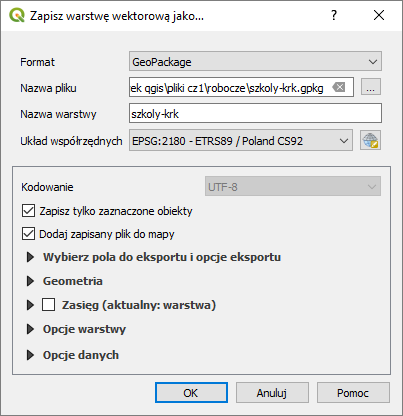 Zapisz warstwę wektorową jako...
Format GeoPackage
Nazwa pliku ek qgis\pliki cz1\robocze\szkoly-krk.gpkg ...
Nazwa warstwy szkoly-krk
Układ współrzędnych EPSG:2180 - ETRS89 / Poland CS92
Kodowanie UTF-8
Zapisz tylko zaznaczone obiekty
Dodaj zapisany plik do mapy
Wybierz pola do eksportu i opcje eksportu
Geometria
Zasięg (aktualny: warstwa)
Opcje warstwy
Opcje danych
OK Anuluj Pomoc